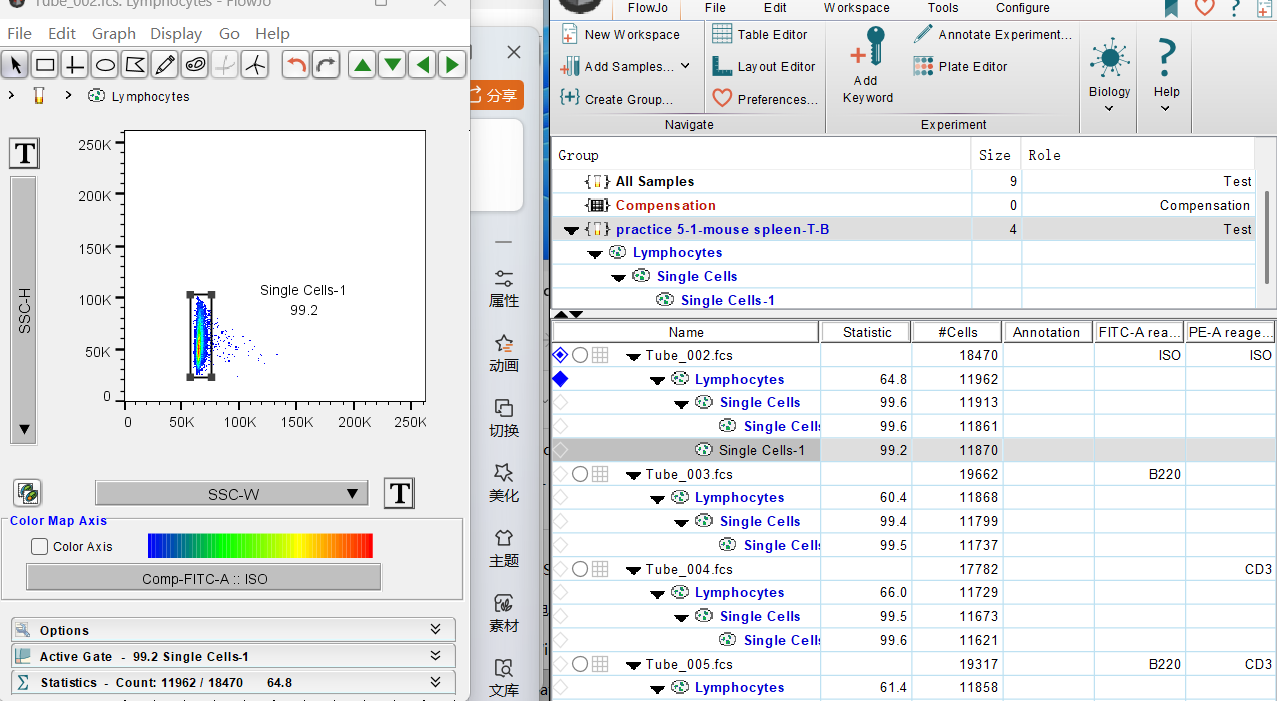 Tube_002.fcs: Lymphocytes - FlowJo
File Edit Graph Display Go Help
Lymphocytes
T
250K
200K
150K
100K
50K
0
SSC-H
Single Cells-1
99.2
0 50K 100K 150K 200K 250K
SSC-W
T
Color Map Axis
Color Axis
Comp-FITC-A :: ISO
Options
Active Gate - 99.2 Single Cells-1
Statistics - Count: 11962 / 18470 64.8
分享
属性
动画
切换
美化
主题
素材
文库
FlowJo File Edit Workspace Tools Configure
New Workspace
Add Samples...
Create Group...
Table Editor
Layout Editor
Preferences...
Navigate
Add
Keyword
Annotate Experiment...
Plate Editor
Experiment
Biology
Help
Group Size Role
All Samples 9 Test
Compensation 0 Compensation
practice 5-1-mouse spleen-T-B 4 Test
Lymphocytes
Single Cells
Single Cells-1
Name Statistic #Cells Annotation FITC-A rea... PE-A reage...
Tube_002.fcs 18470 ISO ISO
Lymphocytes 64.8 11962
Single Cells 99.6 11913
Single Cells 99.6 11861
Single Cells-1 99.2 11870
Tube_003.fcs 19662 B220
Lymphocytes 60.4 11868
Single Cells 99.4 11799
Single Cells 99.5 11737
Tube_004.fcs 17782 CD3
Lymphocytes 66.0 11729
Single Cells 99.5 11673
Single Cells 99.6 11621
Tube_005.fcs 19317 B220 CD3
Lymphocytes 61.4 11858